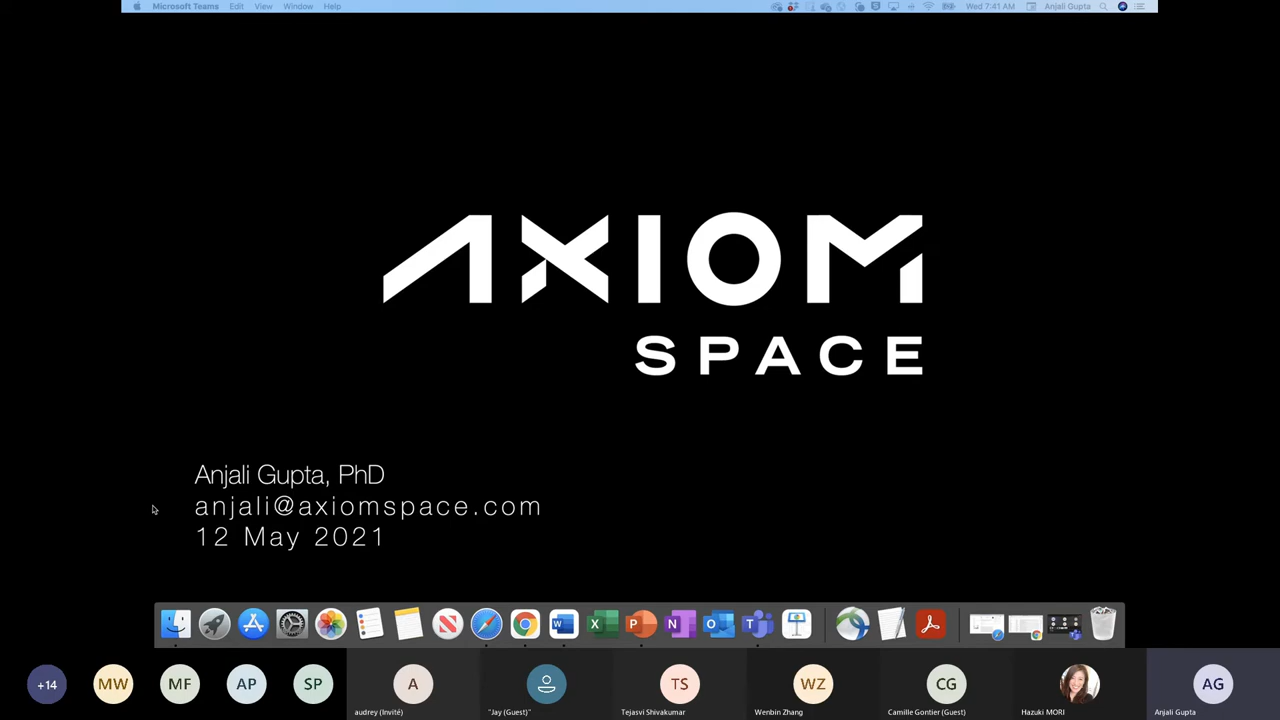 Microsoft Teams Edit View Window Help Wed 7:41 AM Anjali Gupta
AXIOM
SPACE
Anjali Gupta, PhD
anjali@axiomspace.com
12 May 2021
+14 MW MF AP SP A TS WZ CG AG
audrey (Invité) "Jay (Guest)" Tejasvi Shivakumar Wenbin Zhang Camille Gontier (Guest) Hazuki MORI Anjali Gupta